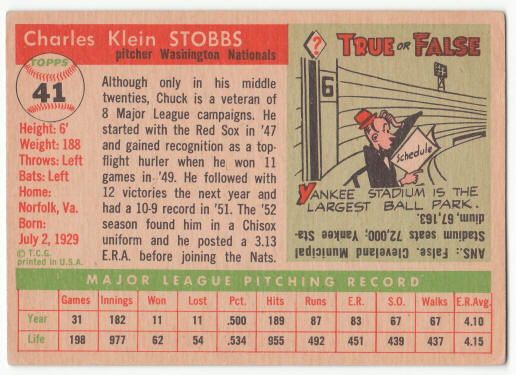 Charles Klein STOBBS
pitcher Washington Nationals
TOPPS
41
Height: 6'
Weight: 188
Throws: Left
Bats: Left
Home:
Norfolk, Va.
Born:
July 2, 1929
© T.C.G.
printed in U.S.A.
Although only in his middle
twenties, Chuck is a veteran of
8 Major League campaigns. He
started with the Red Sox in '47
and gained recognition as a top-
flight hurler when he won 11
games in '49. He followed with
12 victories the next year and
had a 10-9 record in '51. The '52
season found him in a Chisox
uniform and he posted a 3.13
E.R.A. before joining the Nats.
?
TRUE OR FALSE
6
Schedule
YANKEE STADIUM IS THE
LARGEST BALL PARK.
ANS.: False. Cleveland Municipal
Stadium seats 72,000; Yankee Sta-
dium, 67,163.
MAJOR LEAGUE PITCHING RECORD
Games Innings Won Lost Pct. Hits Runs E.R. S.O. Walks E.R.Avg.
Year 31 182 11 11 .500 189 87 83 67 67 4.10
Life 198 977 62 54 .534 955 492 451 439 437 4.15